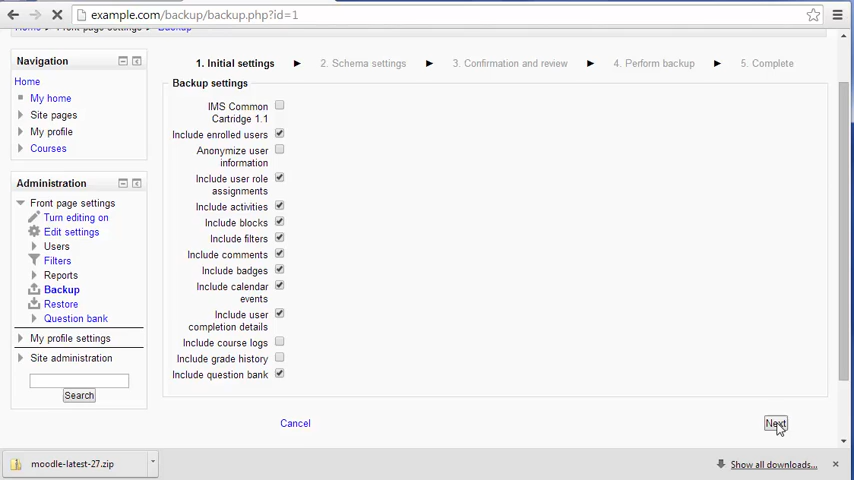 example.com/backup/backup.php?id=1
Home
Front page settings
Backup
Navigation
Home
My home
Site pages
My profile
Courses
Administration
Front page settings
Turn editing on
Edit settings
Users
Filters
Reports
Backup
Restore
Question bank
My profile settings
Site administration
Search
1. Initial settings ► 2. Schema settings ► 3. Confirmation and review ► 4. Perform backup ► 5. Complete
Backup settings
IMS Common
Cartridge 1.1
Include enrolled users
Anonymize user
information
Include user role
assignments
Include activities
Include blocks
Include filters
Include comments
Include badges
Include calendar
events
Include user
completion details
Include course logs
Include grade history
Include question bank
Cancel
Next
moodle-latest-27.zip
Show all downloads...